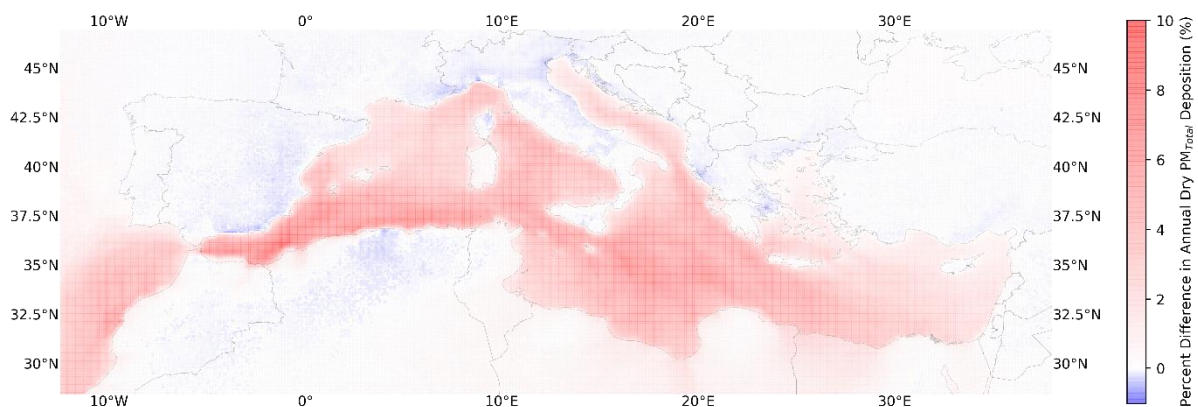 10°W 0° 10°E 20°E 30°E
45°N 45°N
42.5°N 42.5°N
40°N 40°N
37.5°N 37.5°N
35°N 35°N
32.5°N 32.5°N
30°N 30°N
10°W 0° 10°E 20°E 30°E
10
8
6
4
2
0
Percent Difference in Annual Dry PM_Total Deposition (%)